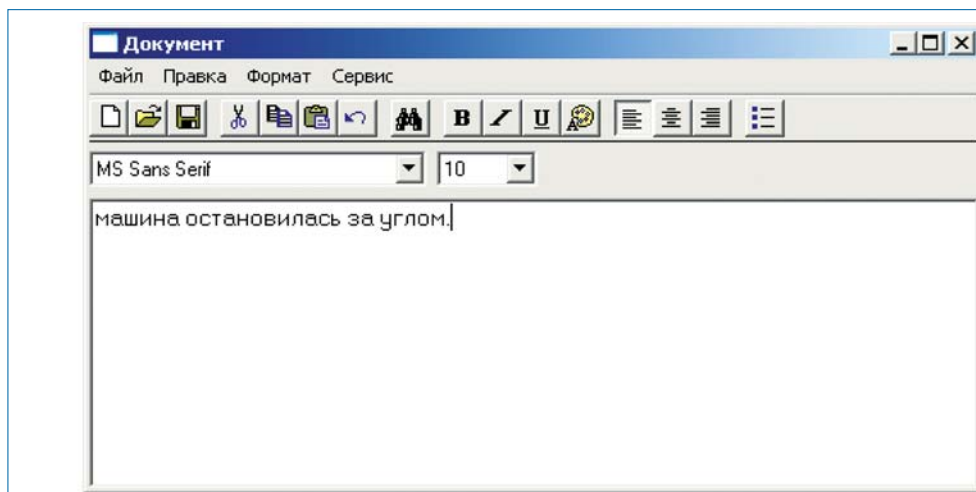 Документ
Файл Правка Формат Сервис
B I U
MS Sans Serif 10
машина остановилась за углом.